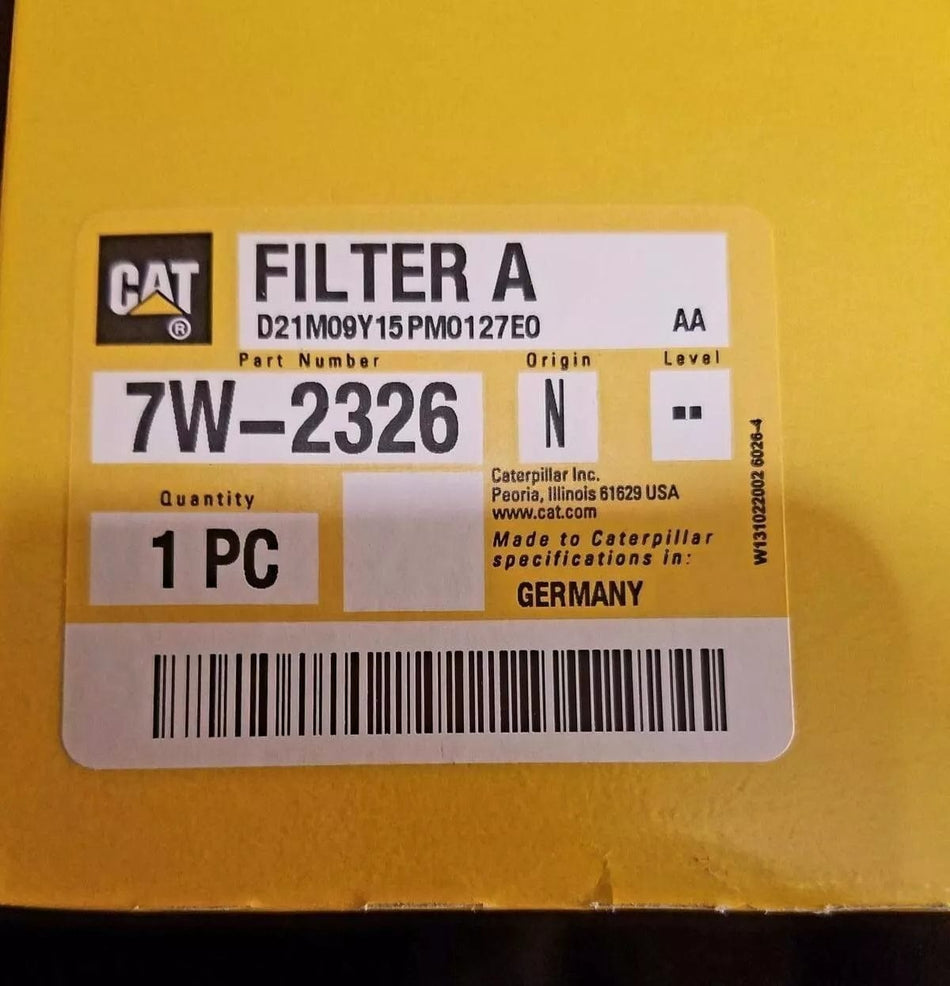 CAT
®
FILTER A
D21M09Y15PM0127E0 AA
Part Number Origin Level
7W-2326 N --
Caterpillar Inc.
Peoria, Illinois 61629 USA
www.cat.com
Quantity
1 PC
Made to Caterpillar
specifications in:
GERMANY
W131022002 6026-4